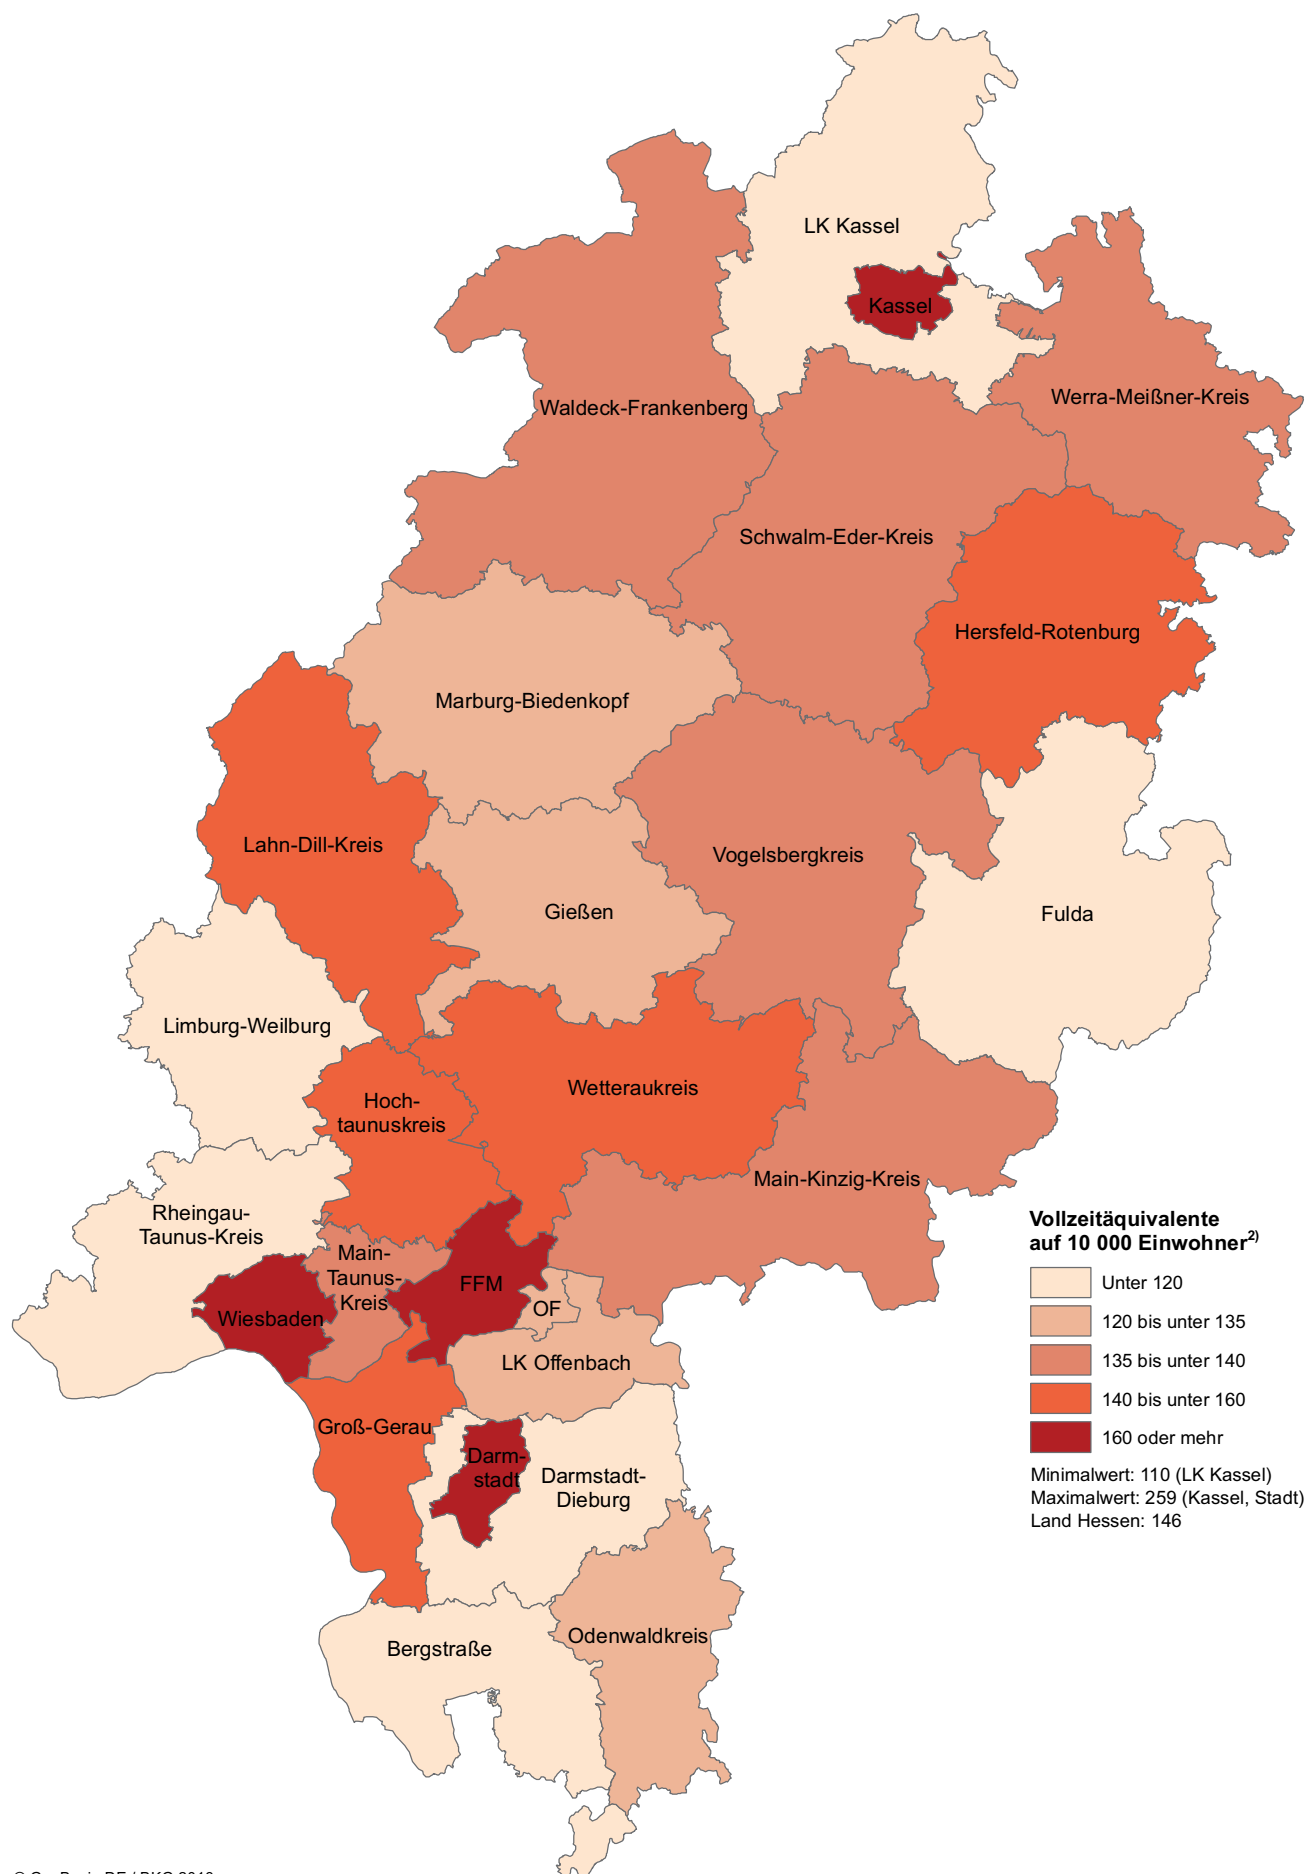 LK Kassel
Kassel
Werra-Meißner-Kreis
Waldeck-Frankenberg
Schwalm-Eder-Kreis
Hersfeld-Rotenburg
Marburg-Biedenkopf
Lahn-Dill-Kreis
Vogelsbergkreis
Gießen
Fulda
Limburg-Weilburg
Wetteraukreis
Hoch-
taunuskreis
Main-Kinzig-Kreis
Rheingau-
Taunus-Kreis
Main-
Taunus-
Kreis
FFM
OF
Wiesbaden
LK Offenbach
Groß-Gerau
Darm-
stadt
Darmstadt-
Dieburg
Odenwaldkreis
Bergstraße
Vollzeitäquivalente
auf 10 000 Einwohner²⁾
Unter 120
120 bis unter 135
135 bis unter 140
140 bis unter 160
160 oder mehr
Minimalwert: 110 (LK Kassel)
Maximalwert: 259 (Kassel, Stadt)
Land Hessen: 146